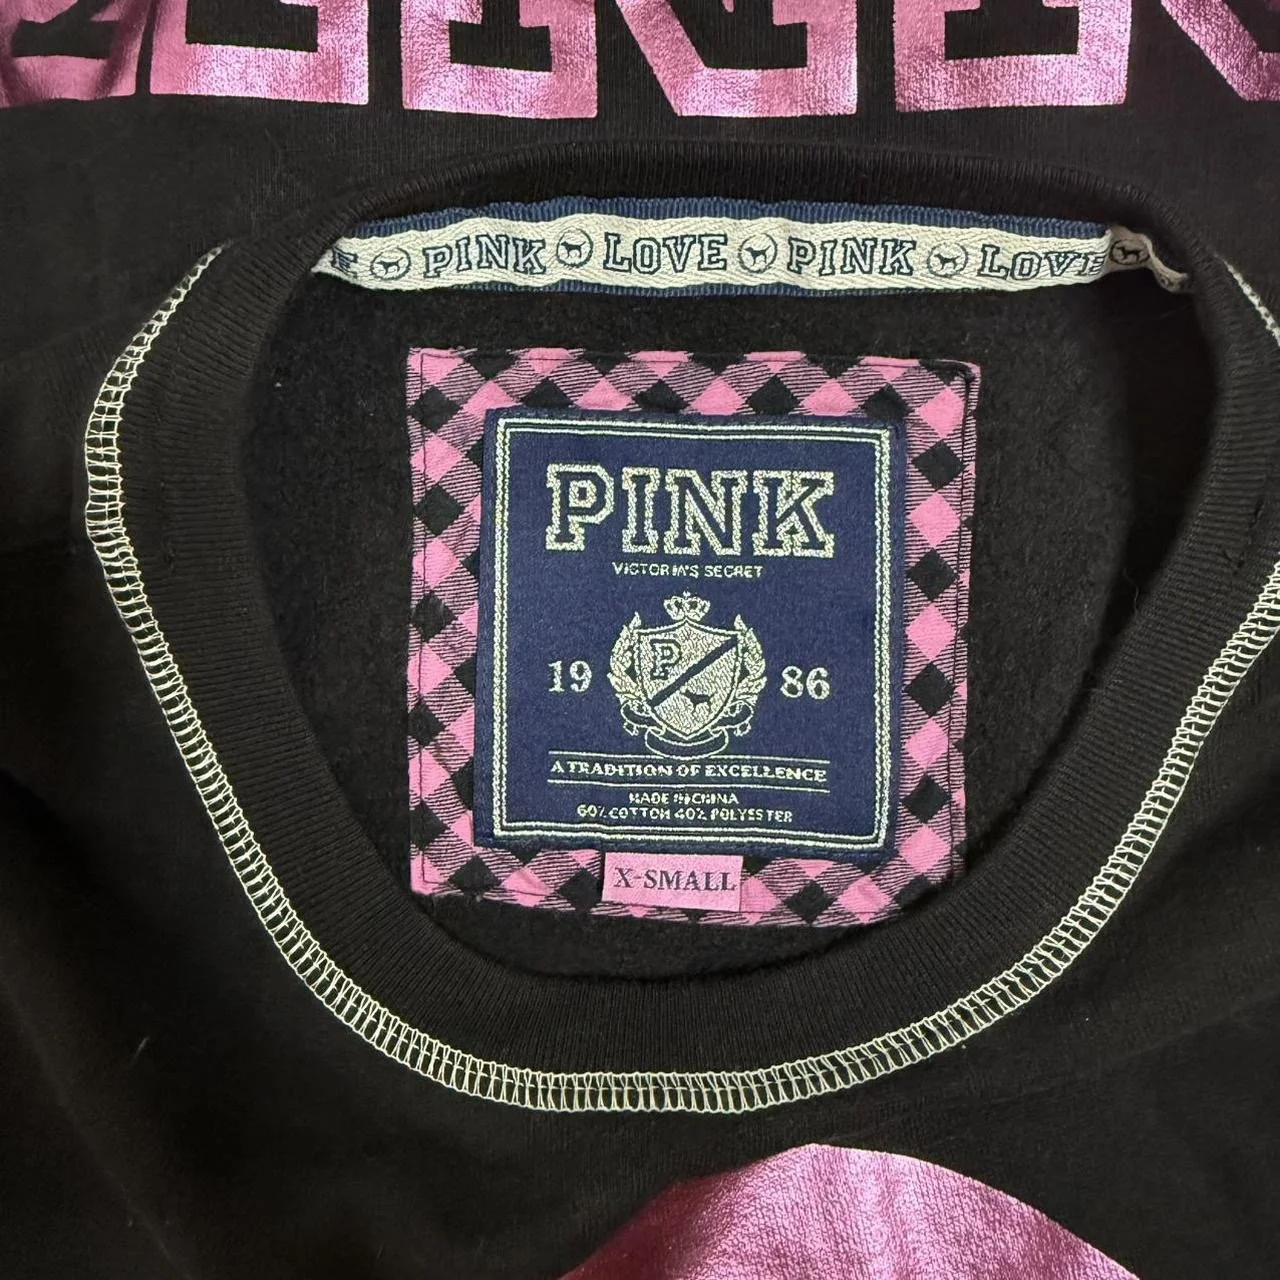 PINK LOVE PINK LOVE
PINK
VICTORIA'S SECRET
P
19 86
A TRADITION OF EXCELLENCE
MADE IN CHINA
60% COTTON 40% POLYESTER
X-SMALL